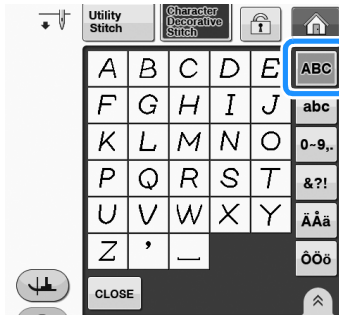 Utility Stitch
Character Decorative Stitch
A B C D E ABC
F G H I J abc
K L M N O 0~9,.
P Q R S T &?!
U V W X Y ÄÅä
Z ' _ ÔÖö
CLOSE